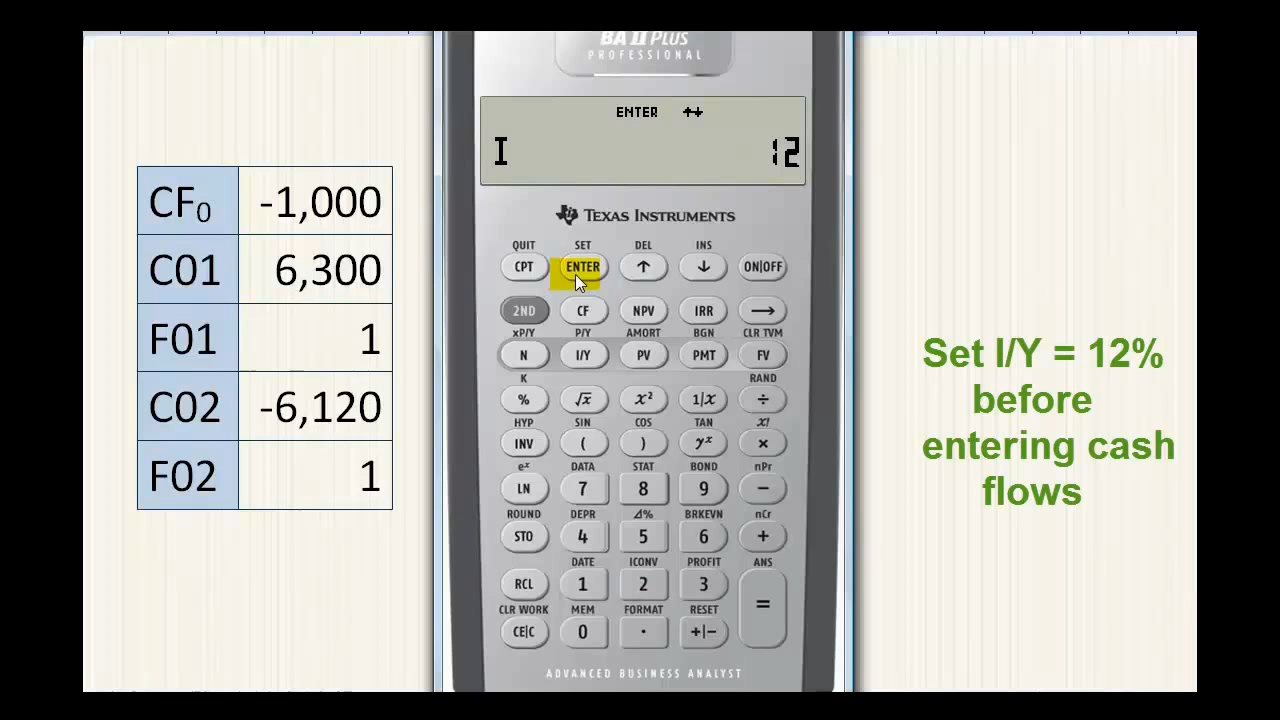 BA II PLUS
PROFESSIONAL
ENTER ↑↓
I 12
CF₀ -1,000
C01 6,300
F01 1
C02 -6,120
F02 1
TEXAS INSTRUMENTS
QUIT SET DEL INS
CPT ENTER ↑ ↓ ON|OFF
2ND CF NPV IRR →
xP/Y P/Y AMORT BGN CLR TVM
N I/Y PV PMT FV
K RAND
% √x x² 1/x ÷
HYP SIN COS TAN x!
INV ( ) yˣ ×
eˣ DATA STAT BOND nPr
LN 7 8 9 −
ROUND DEPR Δ% BRKEVN nCr
STO 4 5 6 +
DATE ICONV PROFIT ANS
RCL 1 2 3 =
CLR WORK MEM FORMAT RESET
CE|C 0 . +|−
ADVANCED BUSINESS ANALYST
Set I/Y = 12%
before
entering cash
flows